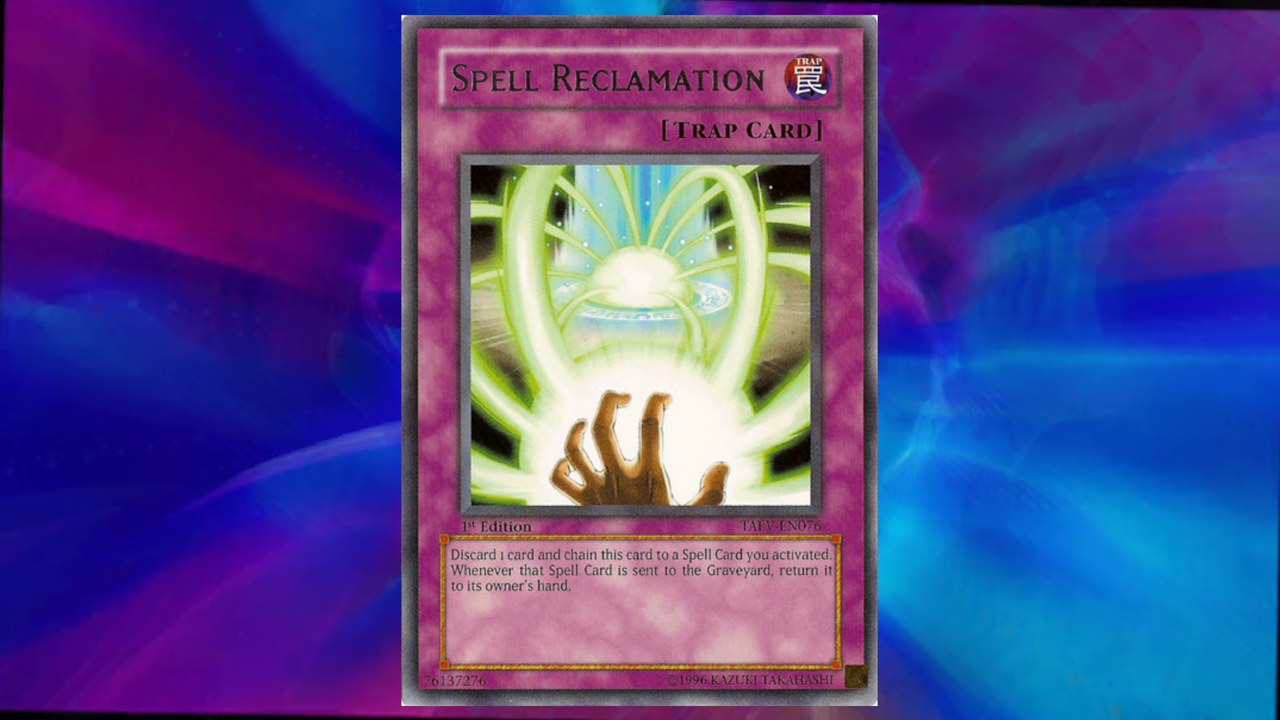 SPELL RECLAMATION
TRAP
罠
[TRAP CARD]
1st Edition
TAEV-EN076
Discard 1 card and chain this card to a Spell Card you activated.
Whenever that Spell Card is sent to the Graveyard, return it
to its owner's hand.
76137276
©1996 KAZUKI TAKAHASHI